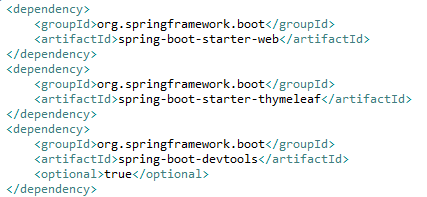 <dependency>
    <groupId>org.springframework.boot</groupId>
    <artifactId>spring-boot-starter-web</artifactId>
</dependency>
<dependency>
    <groupId>org.springframework.boot</groupId>
    <artifactId>spring-boot-starter-thymeleaf</artifactId>
</dependency>
<dependency>
    <groupId>org.springframework.boot</groupId>
    <artifactId>spring-boot-devtools</artifactId>
    <optional>true</optional>
</dependency>